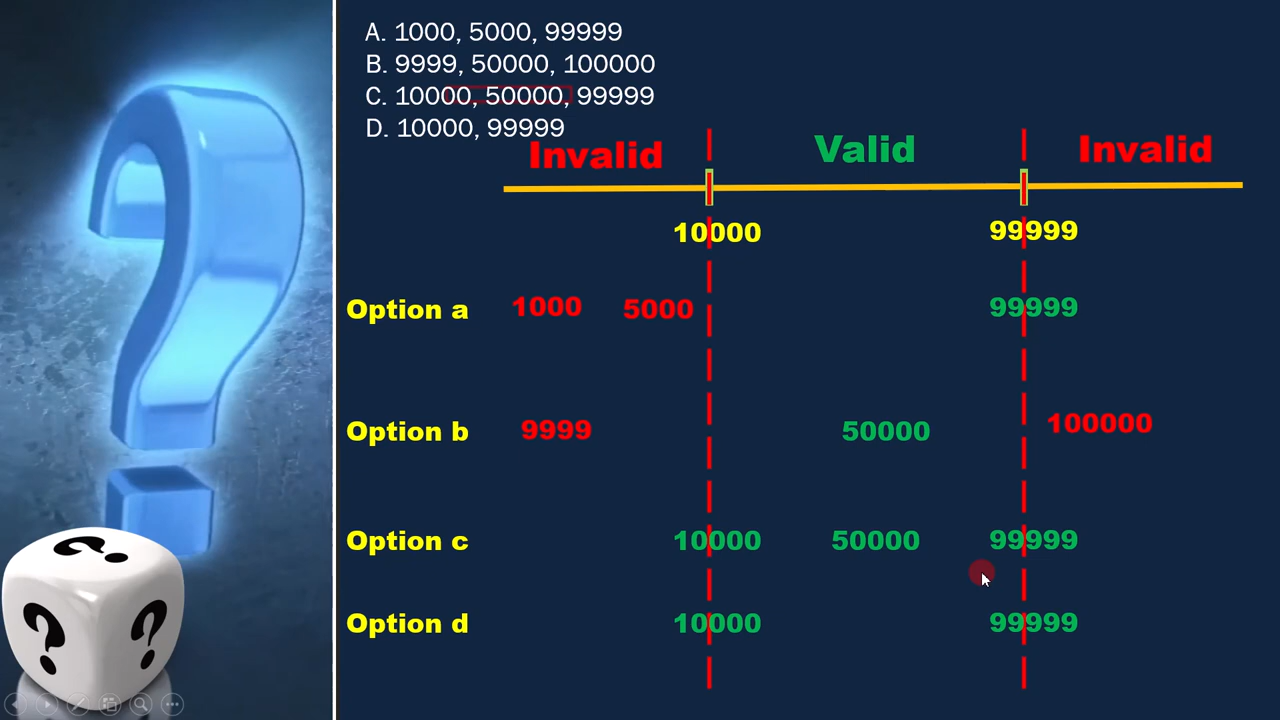 A. 1000, 5000, 99999
B. 9999, 50000, 100000
C. 10000, 50000, 99999
D. 10000, 99999
Invalid Valid Invalid
10000 99999
Option a 1000 5000 99999
Option b 9999 50000 100000
Option c 10000 50000 99999
Option d 10000 99999
? ? ?
?